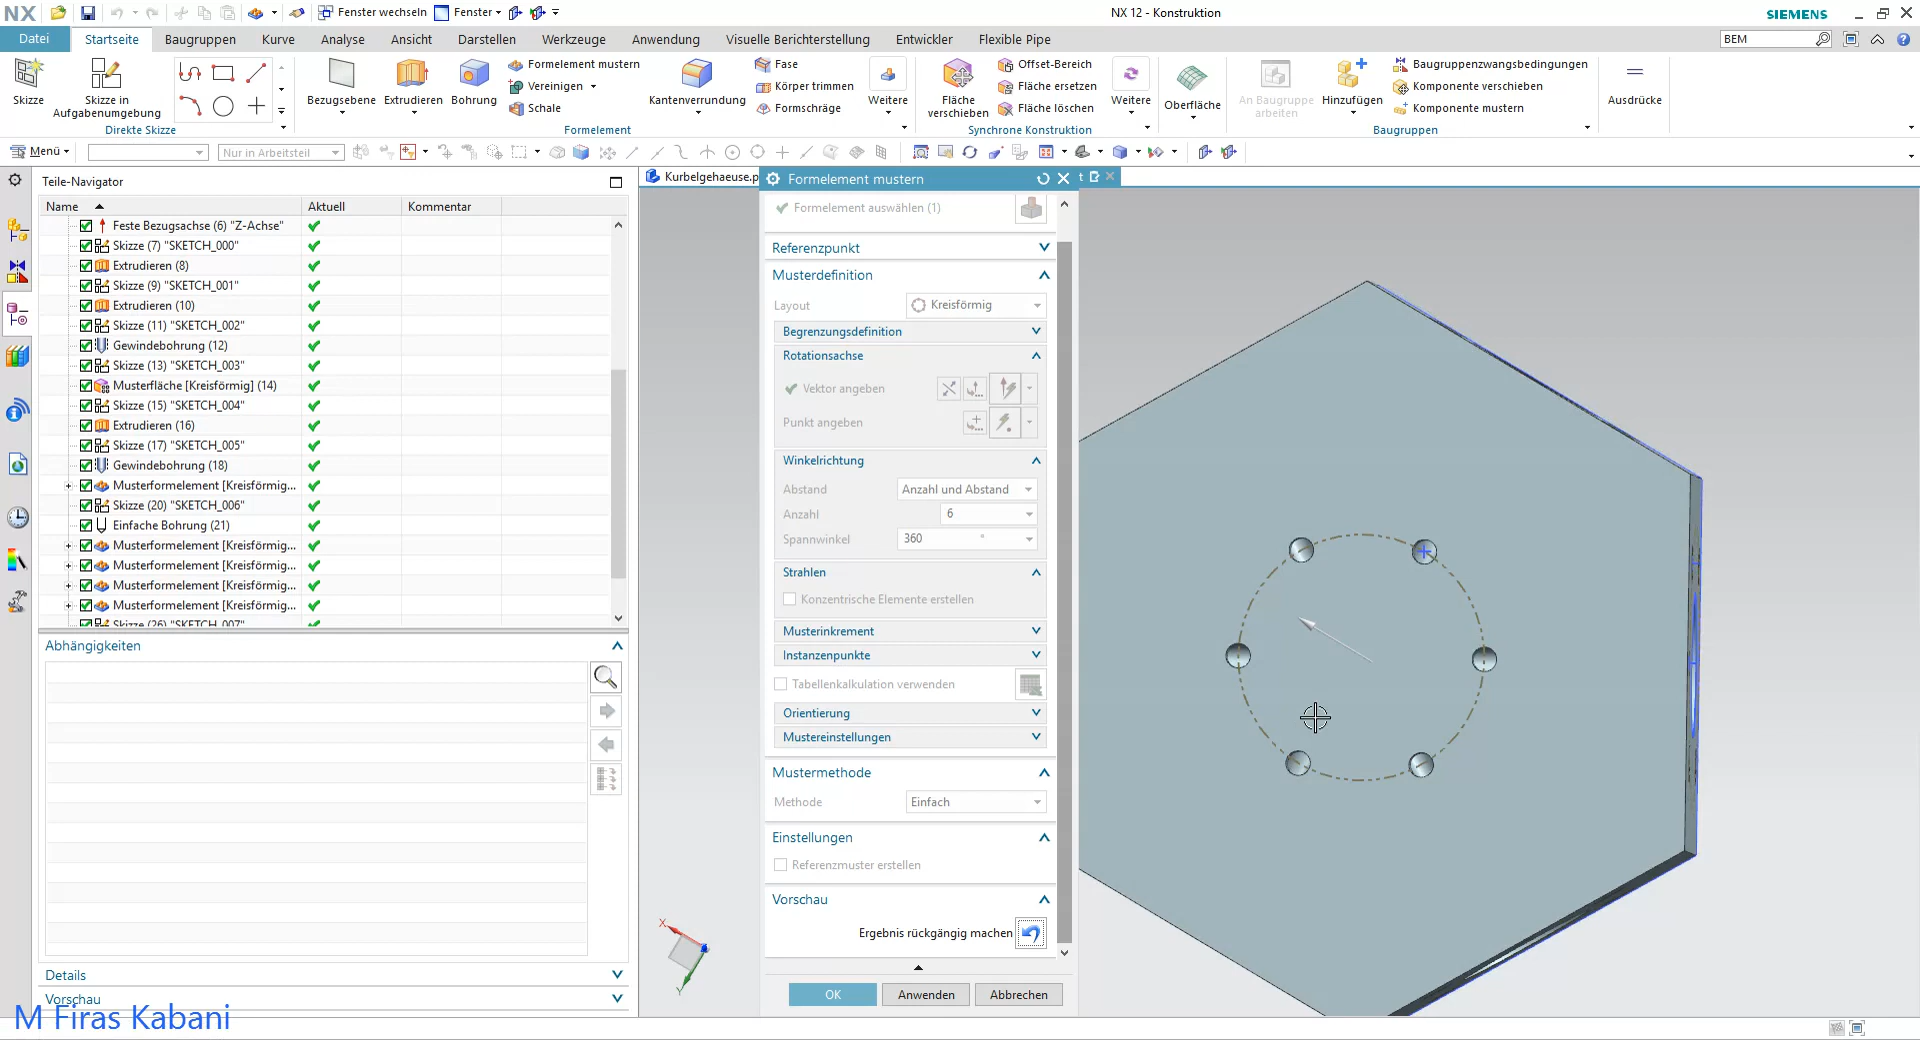 NX
Fenster wechseln
Fenster
NX 12 - Konstruktion
SIEMENS
Datei
Startseite
Baugruppen
Kurve
Analyse
Ansicht
Darstellen
Werkzeuge
Anwendung
Visuelle Berichterstellung
Entwickler
Flexible Pipe
BEM
Skizze
Skizze in
Aufgabenumgebung
Direkte Skizze
Bezugsebene
Extrudieren
Bohrung
Formelement mustern
Vereinigen
Schale
Kantenverrundung
Fase
Körper trimmen
Formschräge
Weitere
Formelement
Fläche
verschieben
Offset-Bereich
Fläche ersetzen
Fläche löschen
Weitere
Synchrone Konstruktion
Oberfläche
An Baugruppe
arbeiten
Hinzufügen
Baugruppenzwangsbedingungen
Komponente verschieben
Komponente mustern
Baugruppen
Ausdrücke
Menü
Nur in Arbeitsteil
Teile-Navigator
Name
Aktuell
Kommentar
Feste Bezugsachse (6) "Z-Achse"
Skizze (7) "SKETCH_000"
Extrudieren (8)
Skizze (9) "SKETCH_001"
Extrudieren (10)
Skizze (11) "SKETCH_002"
Gewindebohrung (12)
Skizze (13) "SKETCH_003"
Musterfläche [Kreisförmig] (14)
Skizze (15) "SKETCH_004"
Extrudieren (16)
Skizze (17) "SKETCH_005"
Gewindebohrung (18)
Musterformelement [Kreisförmig...
Skizze (20) "SKETCH_006"
Einfache Bohrung (21)
Musterformelement [Kreisförmig...
Musterformelement [Kreisförmig...
Musterformelement [Kreisförmig...
Musterformelement [Kreisförmig...
Skizze (26) "SKETCH_007"
Abhängigkeiten
Details
Vorschau
M Firas Kabani
Kurbelgehaeuse.p
t
Formelement mustern
Formelement auswählen (1)
Referenzpunkt
Musterdefinition
Layout
Kreisförmig
Begrenzungsdefinition
Rotationsachse
Vektor angeben
Punkt angeben
Winkelrichtung
Abstand
Anzahl und Abstand
Anzahl
6
Spannwinkel
360
°
Strahlen
Konzentrische Elemente erstellen
Musterinkrement
Instanzenpunkte
Tabellenkalkulation verwenden
Orientierung
Mustereinstellungen
Mustermethode
Methode
Einfach
Einstellungen
Referenzmuster erstellen
Vorschau
Ergebnis rückgängig machen
OK
Anwenden
Abbrechen
X
Y